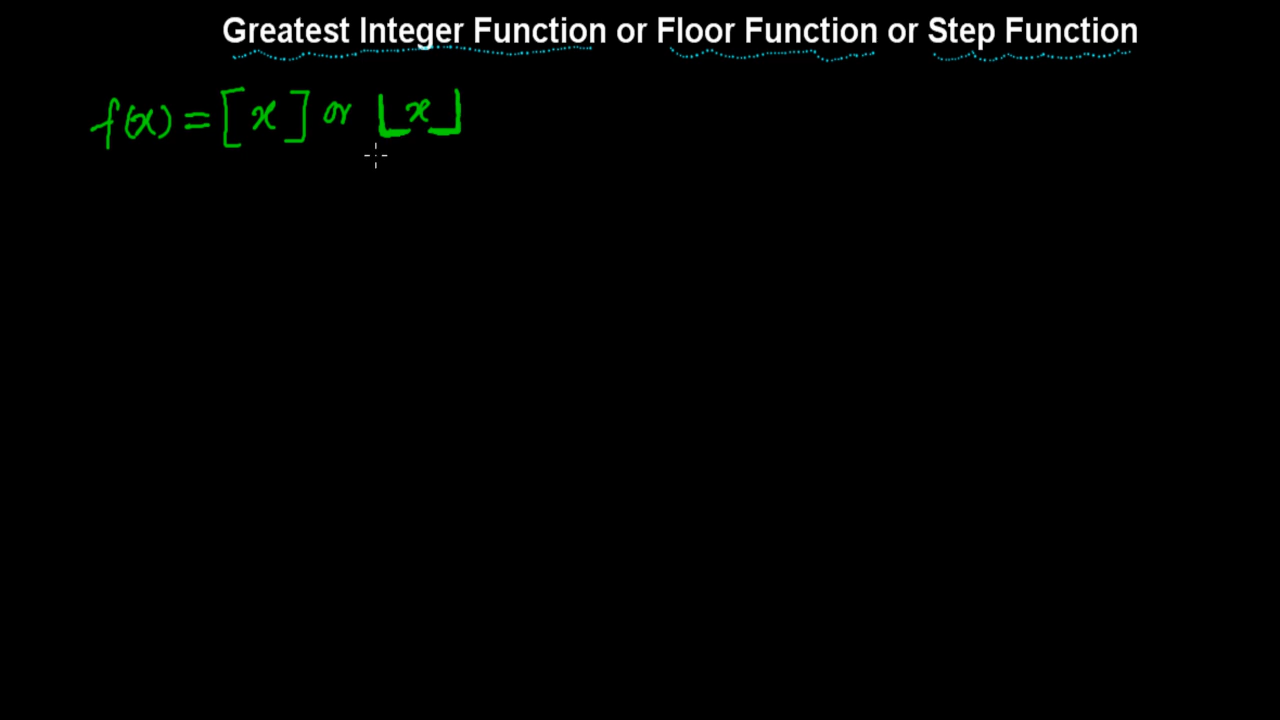 Greatest Integer Function or Floor Function or Step Function
f(x) = [x] or ⌊x⌋